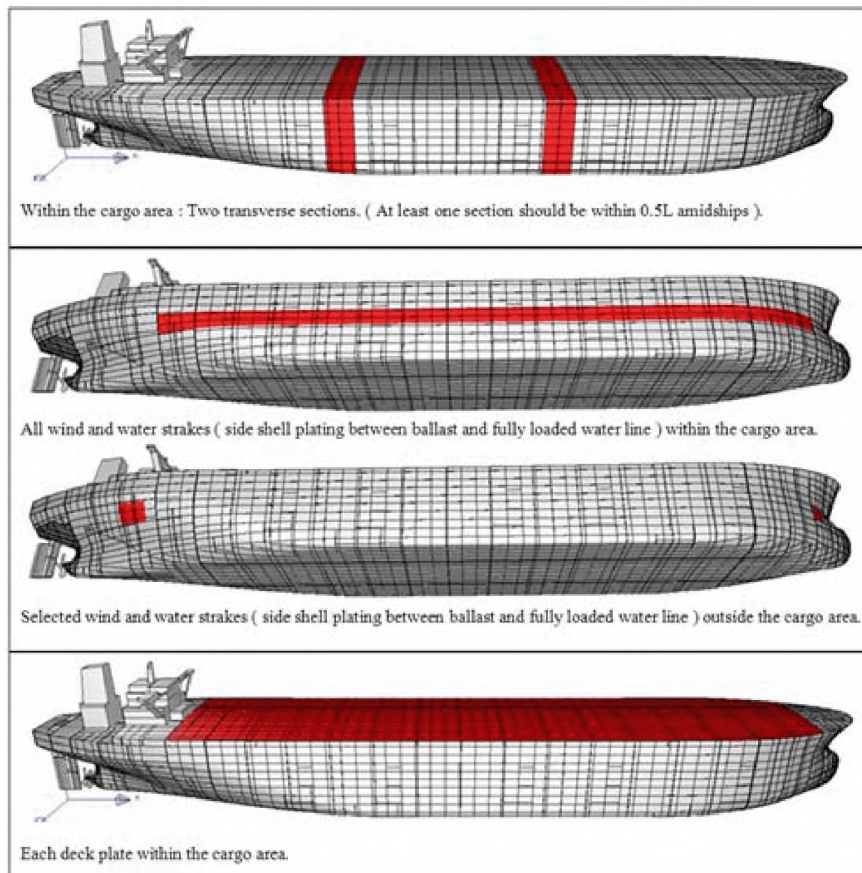 Within the cargo area : Two transverse sections. ( At least one section should be within 0.5L amidships ).
All wind and water strakes ( side shell plating between ballast and fully loaded water line ) within the cargo area.
Selected wind and water strakes ( side shell plating between ballast and fully loaded water line ) outside the cargo area.
Each deck plate within the cargo area.